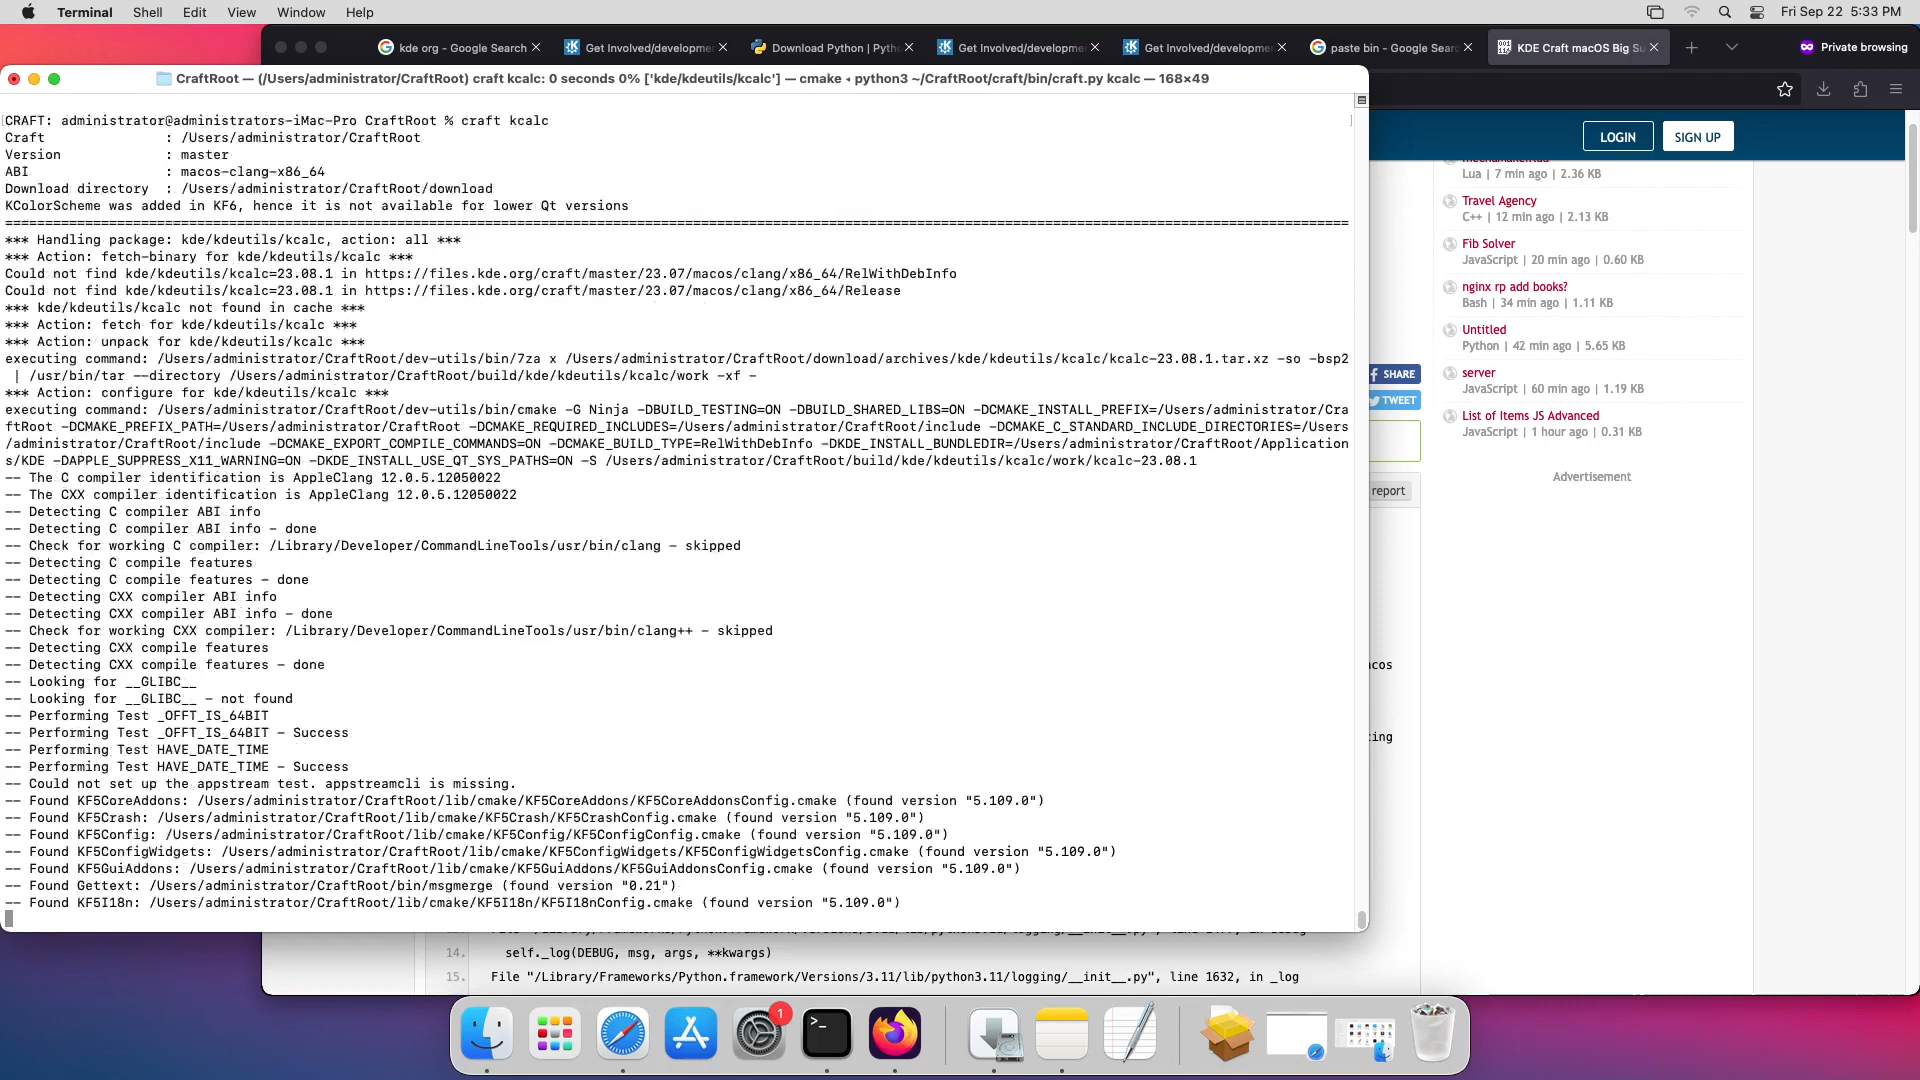 Terminal Shell Edit View Window Help
Fri Sep 22 5:33 PM
kde org - Google Search
Get Involved/developme
Download Python | Pyth
Get Involved/developme
Get Involved/developme
paste bin - Google Sear
KDE Craft macOS Big Su
Private browsing
CraftRoot — (/Users/administrator/CraftRoot) craft kcalc: 0 seconds 0% ['kde/kdeutils/kcalc'] — cmake ◂ python3 ~/CraftRoot/craft/bin/craft.py kcalc — 168×49
CRAFT: administrator@administrators-iMac-Pro CraftRoot % craft kcalc
Craft : /Users/administrator/CraftRoot
Version : master
ABI : macos-clang-x86_64
Download directory : /Users/administrator/CraftRoot/download
KColorScheme was added in KF6, hence it is not available for lower Qt versions
*** Handling package: kde/kdeutils/kcalc, action: all ***
*** Action: fetch-binary for kde/kdeutils/kcalc ***
Could not find kde/kdeutils/kcalc=23.08.1 in https://files.kde.org/craft/master/23.07/macos/clang/x86_64/RelWithDebInfo
Could not find kde/kdeutils/kcalc=23.08.1 in https://files.kde.org/craft/master/23.07/macos/clang/x86_64/Release
*** kde/kdeutils/kcalc not found in cache ***
*** Action: fetch for kde/kdeutils/kcalc ***
*** Action: unpack for kde/kdeutils/kcalc ***
executing command: /Users/administrator/CraftRoot/dev-utils/bin/7za x /Users/administrator/CraftRoot/download/archives/kde/kdeutils/kcalc/kcalc-23.08.1.tar.xz -so -bsp2
| /usr/bin/tar --directory /Users/administrator/CraftRoot/build/kde/kdeutils/kcalc/work -xf -
*** Action: configure for kde/kdeutils/kcalc ***
executing command: /Users/administrator/CraftRoot/dev-utils/bin/cmake -G Ninja -DBUILD_TESTING=ON -DBUILD_SHARED_LIBS=ON -DCMAKE_INSTALL_PREFIX=/Users/administrator/Cra
ftRoot -DCMAKE_PREFIX_PATH=/Users/administrator/CraftRoot -DCMAKE_REQUIRED_INCLUDES=/Users/administrator/CraftRoot/include -DCMAKE_C_STANDARD_INCLUDE_DIRECTORIES=/Users
/administrator/CraftRoot/include -DCMAKE_EXPORT_COMPILE_COMMANDS=ON -DCMAKE_BUILD_TYPE=RelWithDebInfo -DKDE_INSTALL_BUNDLEDIR=/Users/administrator/CraftRoot/Application
s/KDE -DAPPLE_SUPPRESS_X11_WARNING=ON -DKDE_INSTALL_USE_QT_SYS_PATHS=ON -S /Users/administrator/CraftRoot/build/kde/kdeutils/kcalc/work/kcalc-23.08.1
-- The C compiler identification is AppleClang 12.0.5.12050022
-- The CXX compiler identification is AppleClang 12.0.5.12050022
-- Detecting C compiler ABI info
-- Detecting C compiler ABI info - done
-- Check for working C compiler: /Library/Developer/CommandLineTools/usr/bin/clang - skipped
-- Detecting C compile features
-- Detecting C compile features - done
-- Detecting CXX compiler ABI info
-- Detecting CXX compiler ABI info - done
-- Check for working CXX compiler: /Library/Developer/CommandLineTools/usr/bin/clang++ - skipped
-- Detecting CXX compile features
-- Detecting CXX compile features - done
-- Looking for __GLIBC__
-- Looking for __GLIBC__ - not found
-- Performing Test _OFFT_IS_64BIT
-- Performing Test _OFFT_IS_64BIT - Success
-- Performing Test HAVE_DATE_TIME
-- Performing Test HAVE_DATE_TIME - Success
-- Could not set up the appstream test. appstreamcli is missing.
-- Found KF5CoreAddons: /Users/administrator/CraftRoot/lib/cmake/KF5CoreAddons/KF5CoreAddonsConfig.cmake (found version "5.109.0")
-- Found KF5Crash: /Users/administrator/CraftRoot/lib/cmake/KF5Crash/KF5CrashConfig.cmake (found version "5.109.0")
-- Found KF5Config: /Users/administrator/CraftRoot/lib/cmake/KF5Config/KF5ConfigConfig.cmake (found version "5.109.0")
-- Found KF5ConfigWidgets: /Users/administrator/CraftRoot/lib/cmake/KF5ConfigWidgets/KF5ConfigWidgetsConfig.cmake (found version "5.109.0")
-- Found KF5GuiAddons: /Users/administrator/CraftRoot/lib/cmake/KF5GuiAddons/KF5GuiAddonsConfig.cmake (found version "5.109.0")
-- Found Gettext: /Users/administrator/CraftRoot/bin/msgmerge (found version "0.21")
-- Found KF5I18n: /Users/administrator/CraftRoot/lib/cmake/KF5I18n/KF5I18nConfig.cmake (found version "5.109.0")
LOGIN
SIGN UP
Lua | 7 min ago | 2.36 KB
Travel Agency
C++ | 12 min ago | 2.13 KB
Fib Solver
JavaScript | 20 min ago | 0.60 KB
nginx rp add books?
Bash | 34 min ago | 1.11 KB
Untitled
Python | 42 min ago | 5.65 KB
server
JavaScript | 60 min ago | 1.19 KB
List of Items JS Advanced
JavaScript | 1 hour ago | 0.31 KB
Advertisement
SHARE
TWEET
report
acos
cing
14. self._log(DEBUG, msg, args, **kwargs)
15. File "/Library/Frameworks/Python.framework/Versions/3.11/lib/python3.11/logging/__init__.py", line 1632, in _log
1